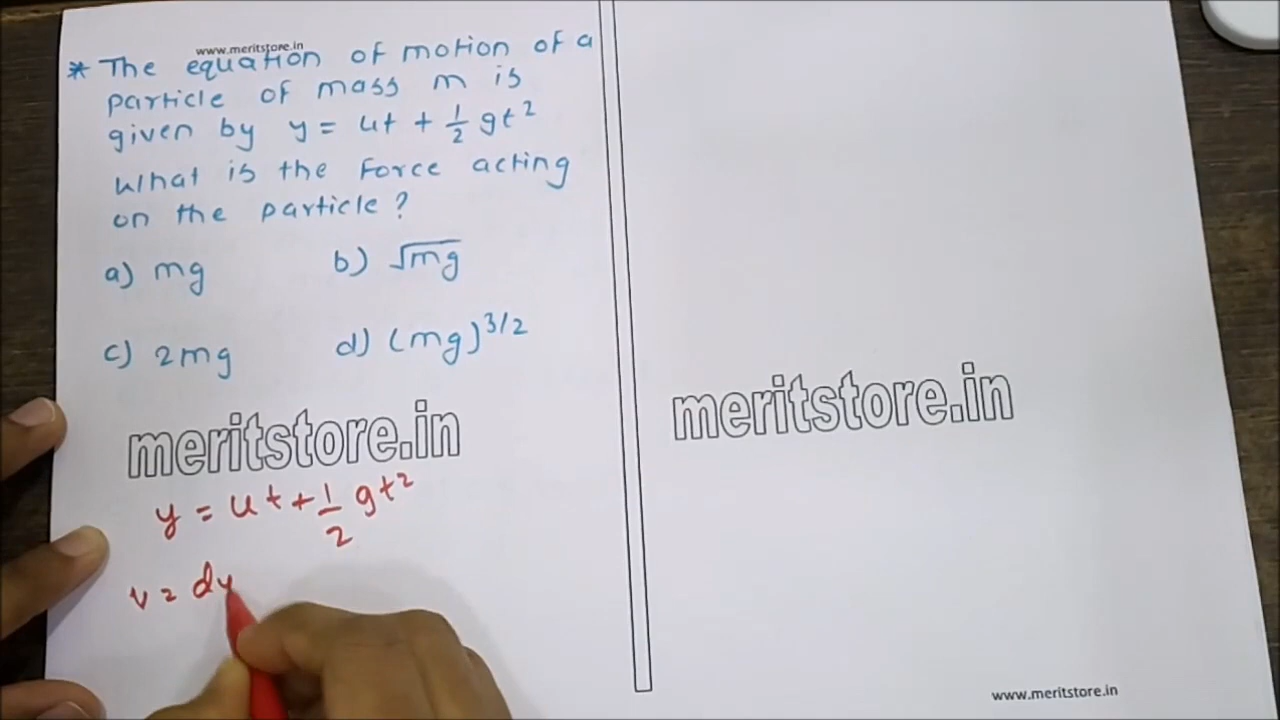 www.meritstore.in
* The equation of motion of a
particle of mass m is
given by y = ut + 1/2 gt²
What is the Force acting
on the particle?
a) mg b) √mg
c) 2mg d) (mg)^3/2
meritstore.in
y = ut + 1/2 gt²
v = dy
meritstore.in
www.meritstore.in